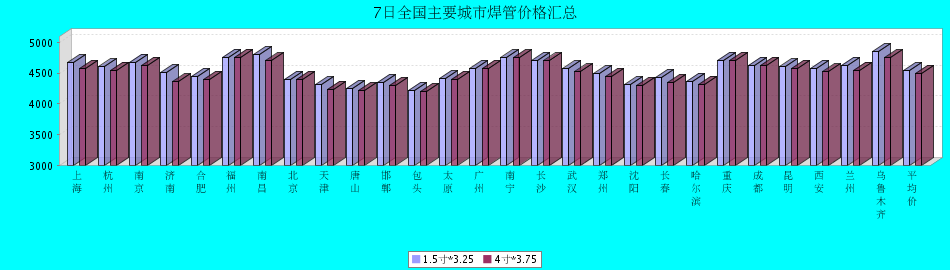 7日全国主要城市焊管价格汇总
5000
4500
4000
3500
3000
上海
杭州
南京
济南
合肥
福州
南昌
北京
天津
唐山
邯郸
包头
太原
广州
南宁
长沙
武汉
郑州
沈阳
长春
哈尔滨
重庆
成都
昆明
西安
兰州
乌鲁木齐
平均价
1.5寸*3.25
4寸*3.75